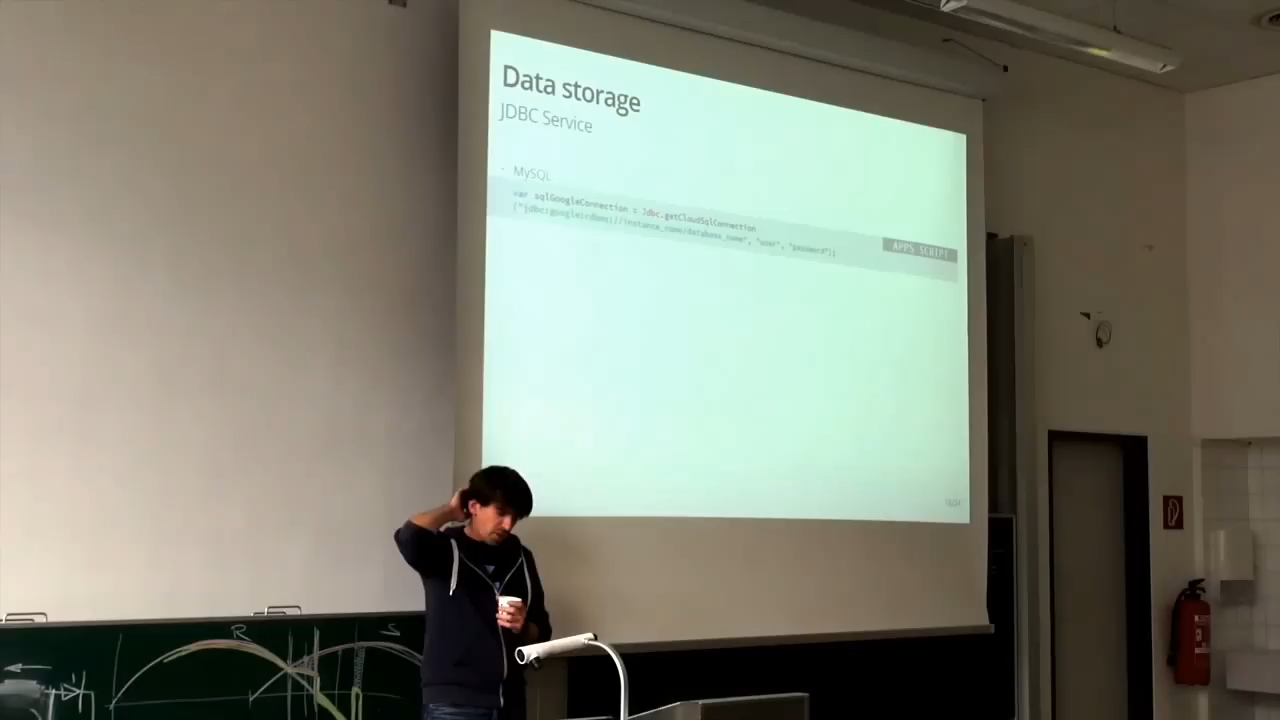 Data storage
JDBC Service
MySQL
var sqlGoogleConnection = Jdbc.getCloudSqlConnection
("jdbc:google:rdbms://instance_name/database_name", "user", "password");
APPS SCRIPT
R
S